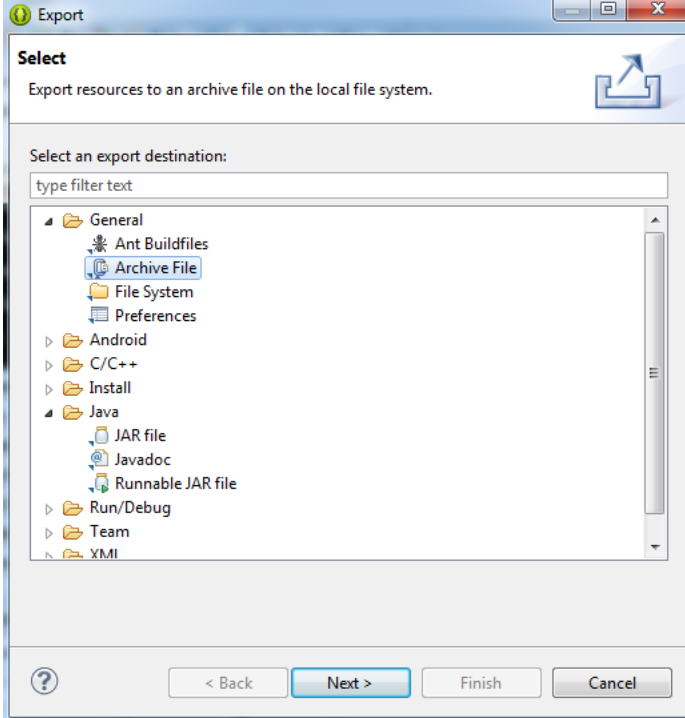 Export
Select
Export resources to an archive file on the local file system.
Select an export destination:
type filter text
General
Ant Buildfiles
Archive File
File System
Preferences
Android
C/C++
Install
Java
JAR file
Javadoc
Runnable JAR file
Run/Debug
Team
XML
< Back
Next >
Finish
Cancel